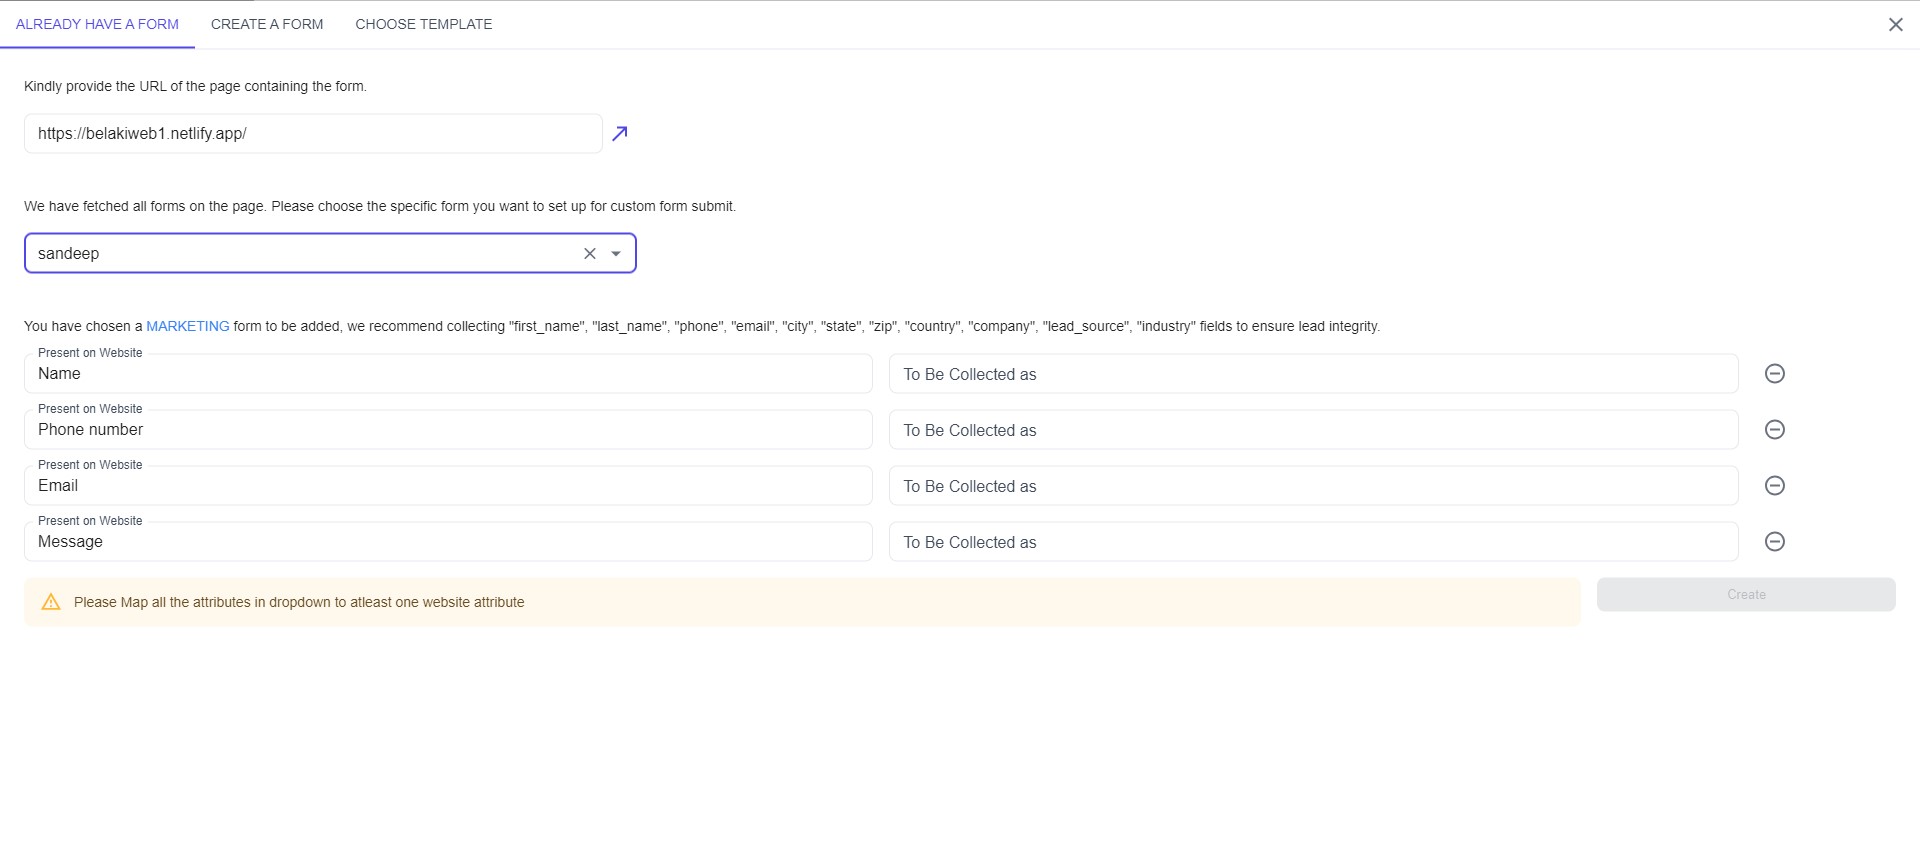 ALREADY HAVE A FORM CREATE A FORM CHOOSE TEMPLATE
Kindly provide the URL of the page containing the form.
https://belakiweb1.netlify.app/
We have fetched all forms on the page. Please choose the specific form you want to set up for custom form submit.
sandeep
You have chosen a MARKETING form to be added, we recommend collecting "first_name", "last_name", "phone", "email", "city", "state", "zip", "country", "company", "lead_source", "industry" fields to ensure lead integrity.
Present on Website
Name To Be Collected as
Present on Website
Phone number To Be Collected as
Present on Website
Email To Be Collected as
Present on Website
Message To Be Collected as
Please Map all the attributes in dropdown to atleast one website attribute Create